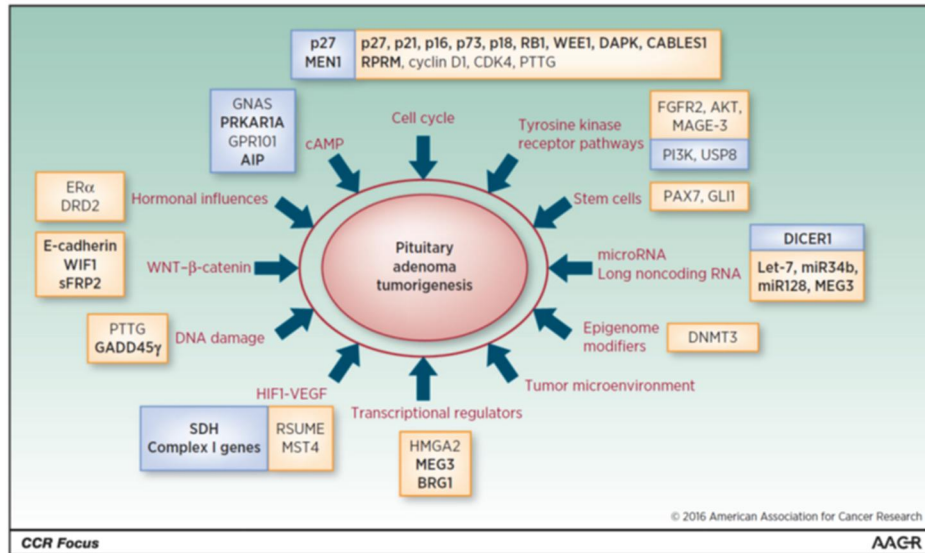 p27
MEN1
p27, p21, p16, p73, p18, RB1, WEE1, DAPK, CABLES1
RPRM, cyclin D1, CDK4, PTTG
GNAS
PRKAR1A
GPR101
AIP
cAMP
Cell cycle
Tyrosine kinase
receptor pathways
FGFR2, AKT,
MAGE-3
PI3K, USP8
ERα
DRD2
Hormonal influences
Stem cells
PAX7, GLI1
E-cadherin
WIF1
sFRP2
WNT–β-catenin
Pituitary
adenoma
tumorigenesis
microRNA
Long noncoding RNA
DICER1
Let-7, miR34b,
miR128, MEG3
PTTG
GADD45γ
DNA damage
Epigenome
modifiers
DNMT3
HIF1-VEGF
SDH
Complex I genes
RSUME
MST4
Transcriptional regulators
HMGA2
MEG3
BRG1
Tumor microenvironment
© 2016 American Association for Cancer Research
CCR Focus
AACR